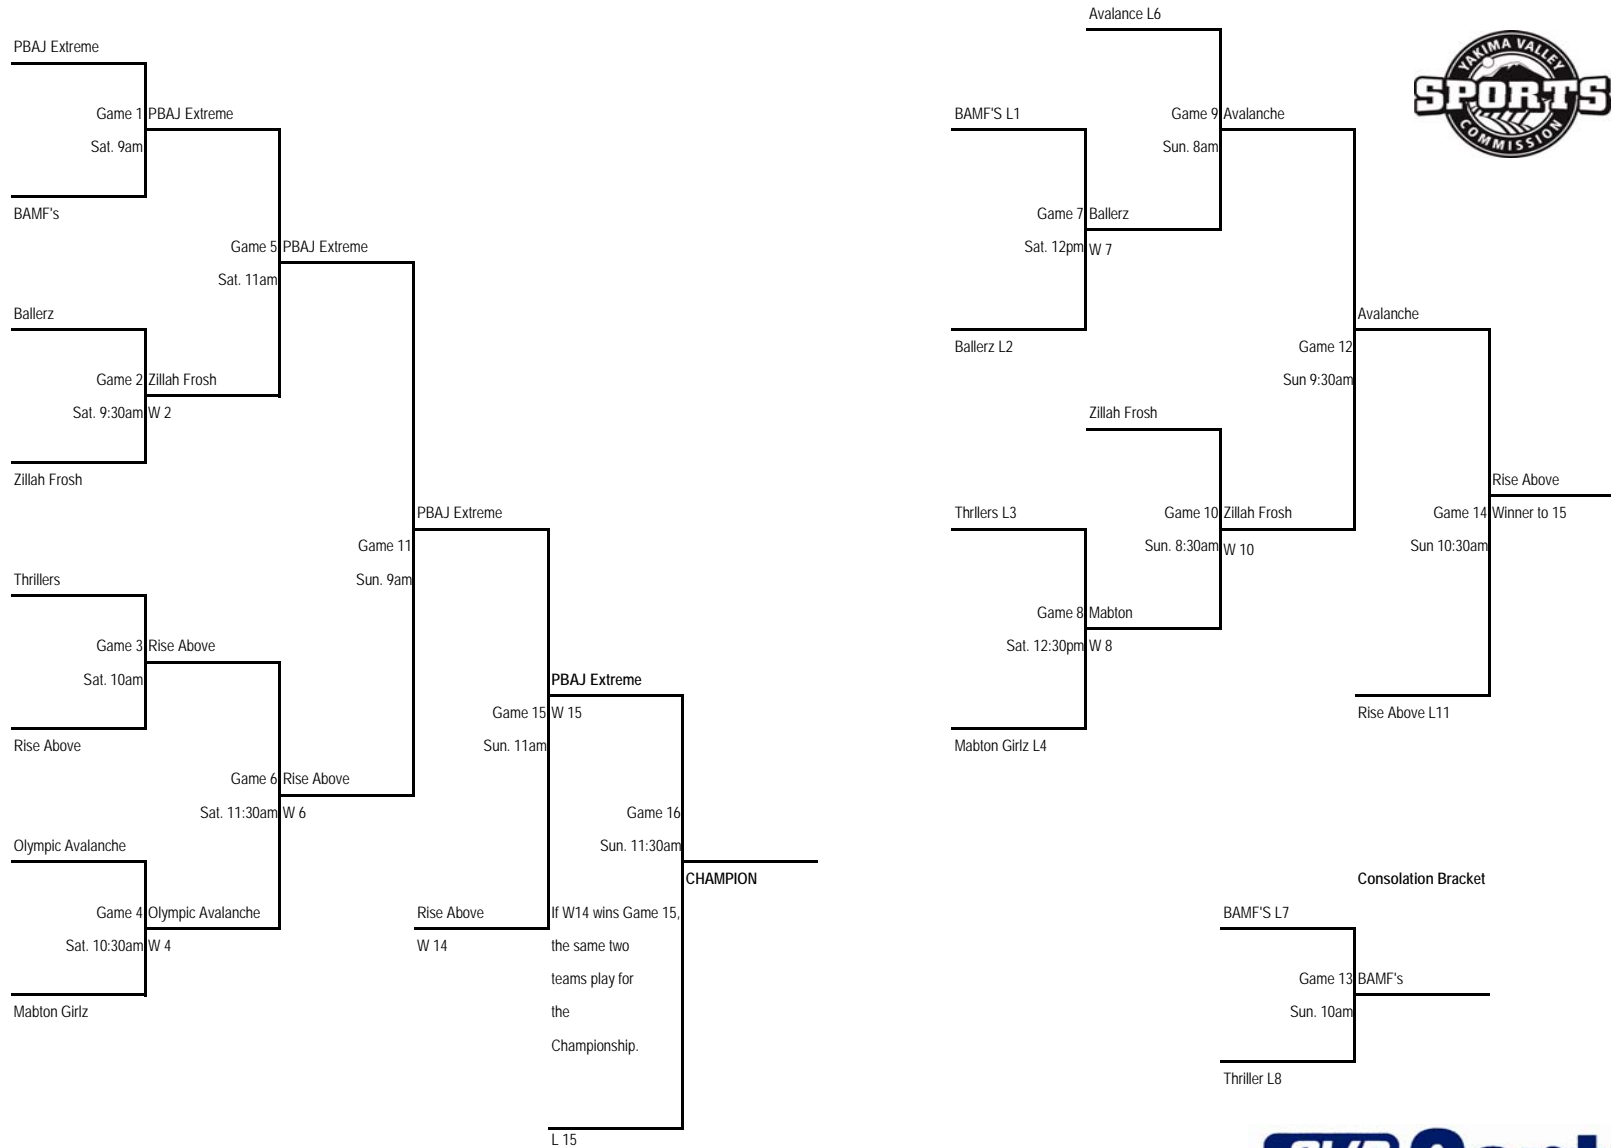 PBAJ Extreme
Game 1 PBAJ Extreme
Sat. 9am
BAMF's
Game 5 PBAJ Extreme
Sat. 11am
Ballerz
Game 2 Zillah Frosh
Sat. 9:30am W 2
Zillah Frosh
PBAJ Extreme
Game 11
Sun. 9am
Thrillers
Game 3 Rise Above
Sat. 10am
Rise Above
Game 6 Rise Above
Sat. 11:30am W 6
Olympic Avalanche
Game 4 Olympic Avalanche
Sat. 10:30am W 4
Mabton Girlz
PBAJ Extreme
Game 15 W 15
Sun. 11am
Rise Above
W 14
Game 16
Sun. 11:30am
CHAMPION
If W14 wins Game 15,
the same two
teams play for
the
Championship.
L 15
Avalance L6
BAMF'S L1
Game 9 Avalanche
Sun. 8am
Game 7 Ballerz
Sat. 12pm W 7
Ballerz L2
Avalanche
Game 12
Sun 9:30am
Zillah Frosh
Thrllers L3
Game 10 Zillah Frosh
Sun. 8:30am W 10
Game 8 Mabton
Sat. 12:30pm W 8
Mabton Girlz L4
Rise Above
Game 14 Winner to 15
Sun 10:30am
Rise Above L11
Consolation Bracket
BAMF'S L7
Game 13 BAMF's
Sun. 10am
Thriller L8
YAKIMA VALLEY
SPORTS
COMMISSION